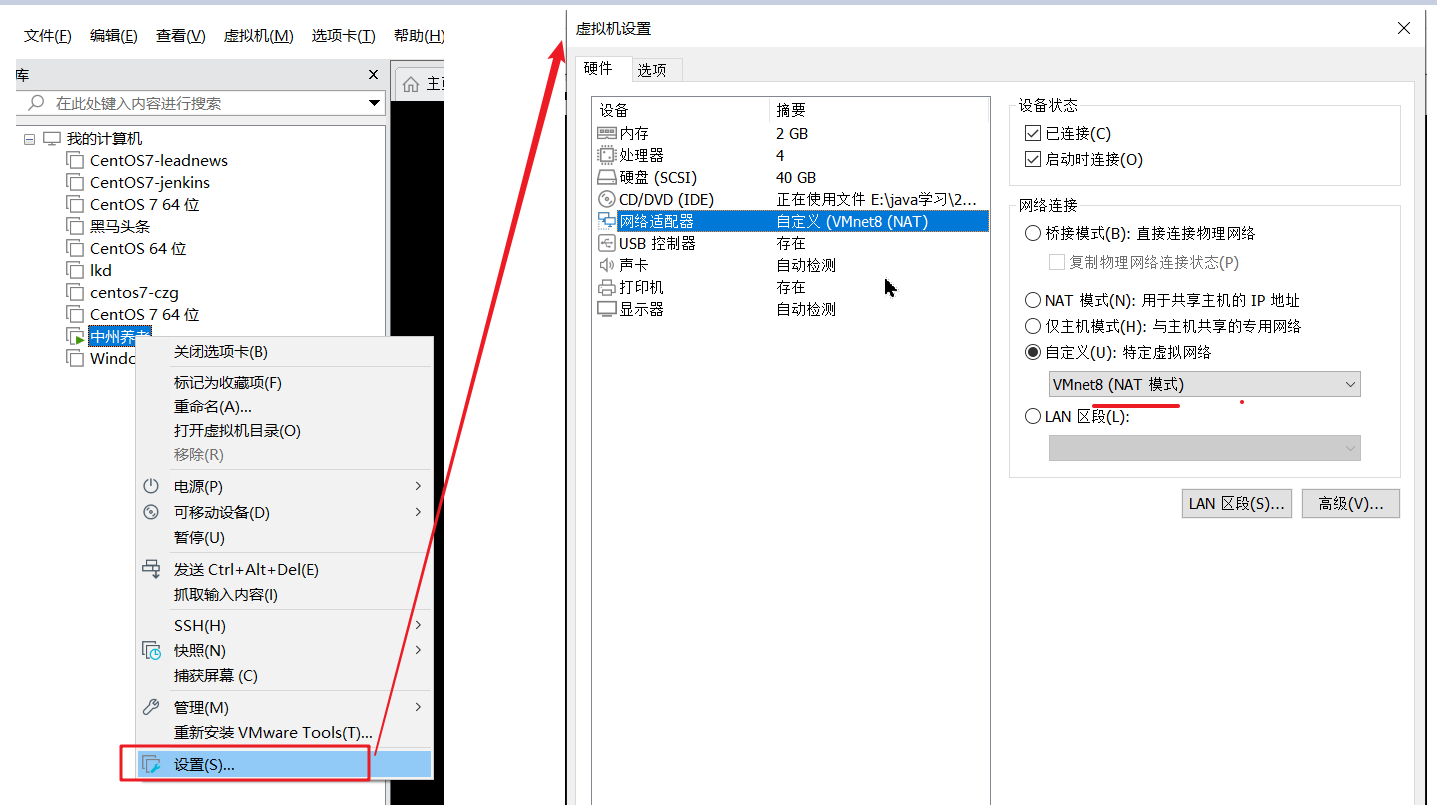 文件(F) 编辑(E) 查看(V) 虚拟机(M) 选项卡(T) 帮助(H)
库
主
在此处键入内容进行搜索
我的计算机
CentOS7-leadnews
CentOS7-jenkins
CentOS 7 64 位
黑马头条
CentOS 64 位
lkd
centos7-czg
CentOS 7 64 位
中州养老
关闭选项卡(B)
标记为收藏项(F)
重命名(A)...
打开虚拟机目录(O)
移除(R)
电源(P)
可移动设备(D)
暂停(U)
发送 Ctrl+Alt+Del(E)
抓取输入内容(I)
SSH(H)
快照(N)
捕获屏幕 (C)
管理(M)
重新安装 VMware Tools(T)...
设置(S)...
虚拟机设置
硬件 选项
设备 摘要
内存 2 GB
处理器 4
硬盘 (SCSI) 40 GB
CD/DVD (IDE) 正在使用文件 E:\java学习\2...
网络适配器 自定义 (VMnet8 (NAT)
USB 控制器 存在
声卡 自动检测
打印机 存在
显示器 自动检测
设备状态
已连接(C)
启动时连接(O)
网络连接
桥接模式(B): 直接连接物理网络
复制物理网络连接状态(P)
NAT 模式(N): 用于共享主机的 IP 地址
仅主机模式(H): 与主机共享的专用网络
自定义(U): 特定虚拟网络
VMnet8 (NAT 模式)
LAN 区段(L):
LAN 区段(S)... 高级(V)...